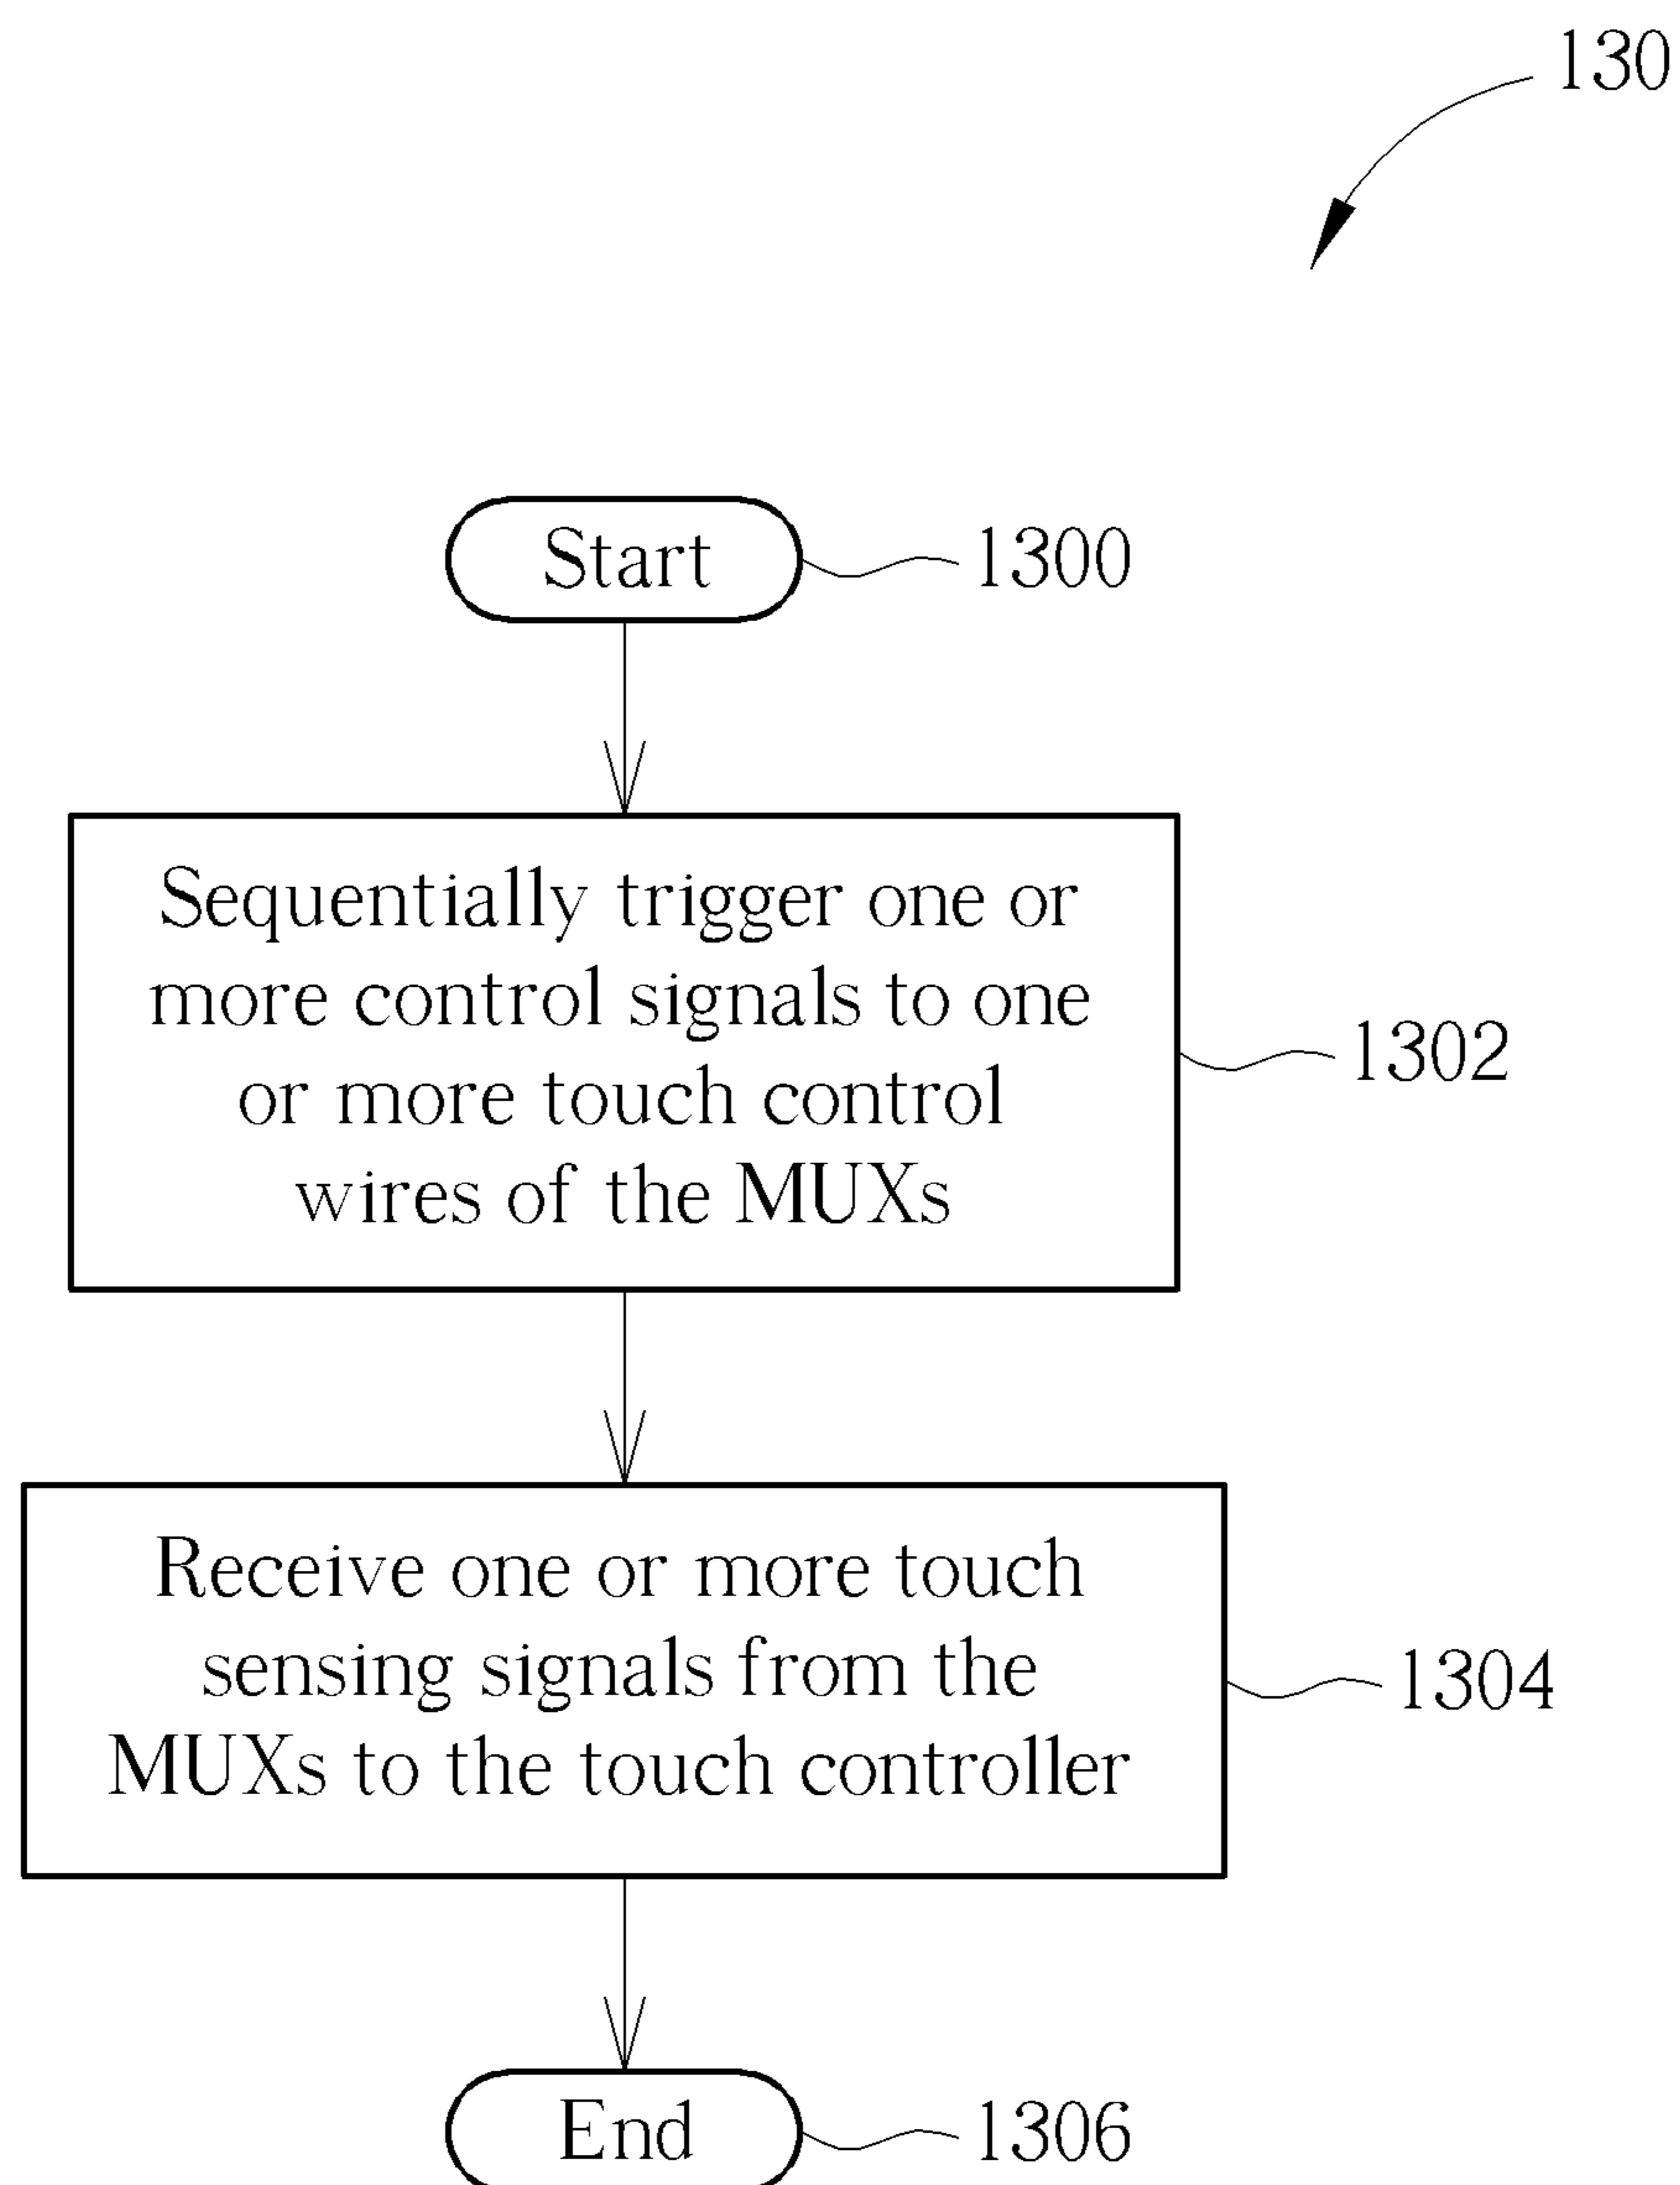 130
Start
1300
Sequentially trigger one or
more control signals to one
or more touch control
wires of the MUXs
1302
Receive one or more touch
sensing signals from the
MUXs to the touch controller
1304
End
1306